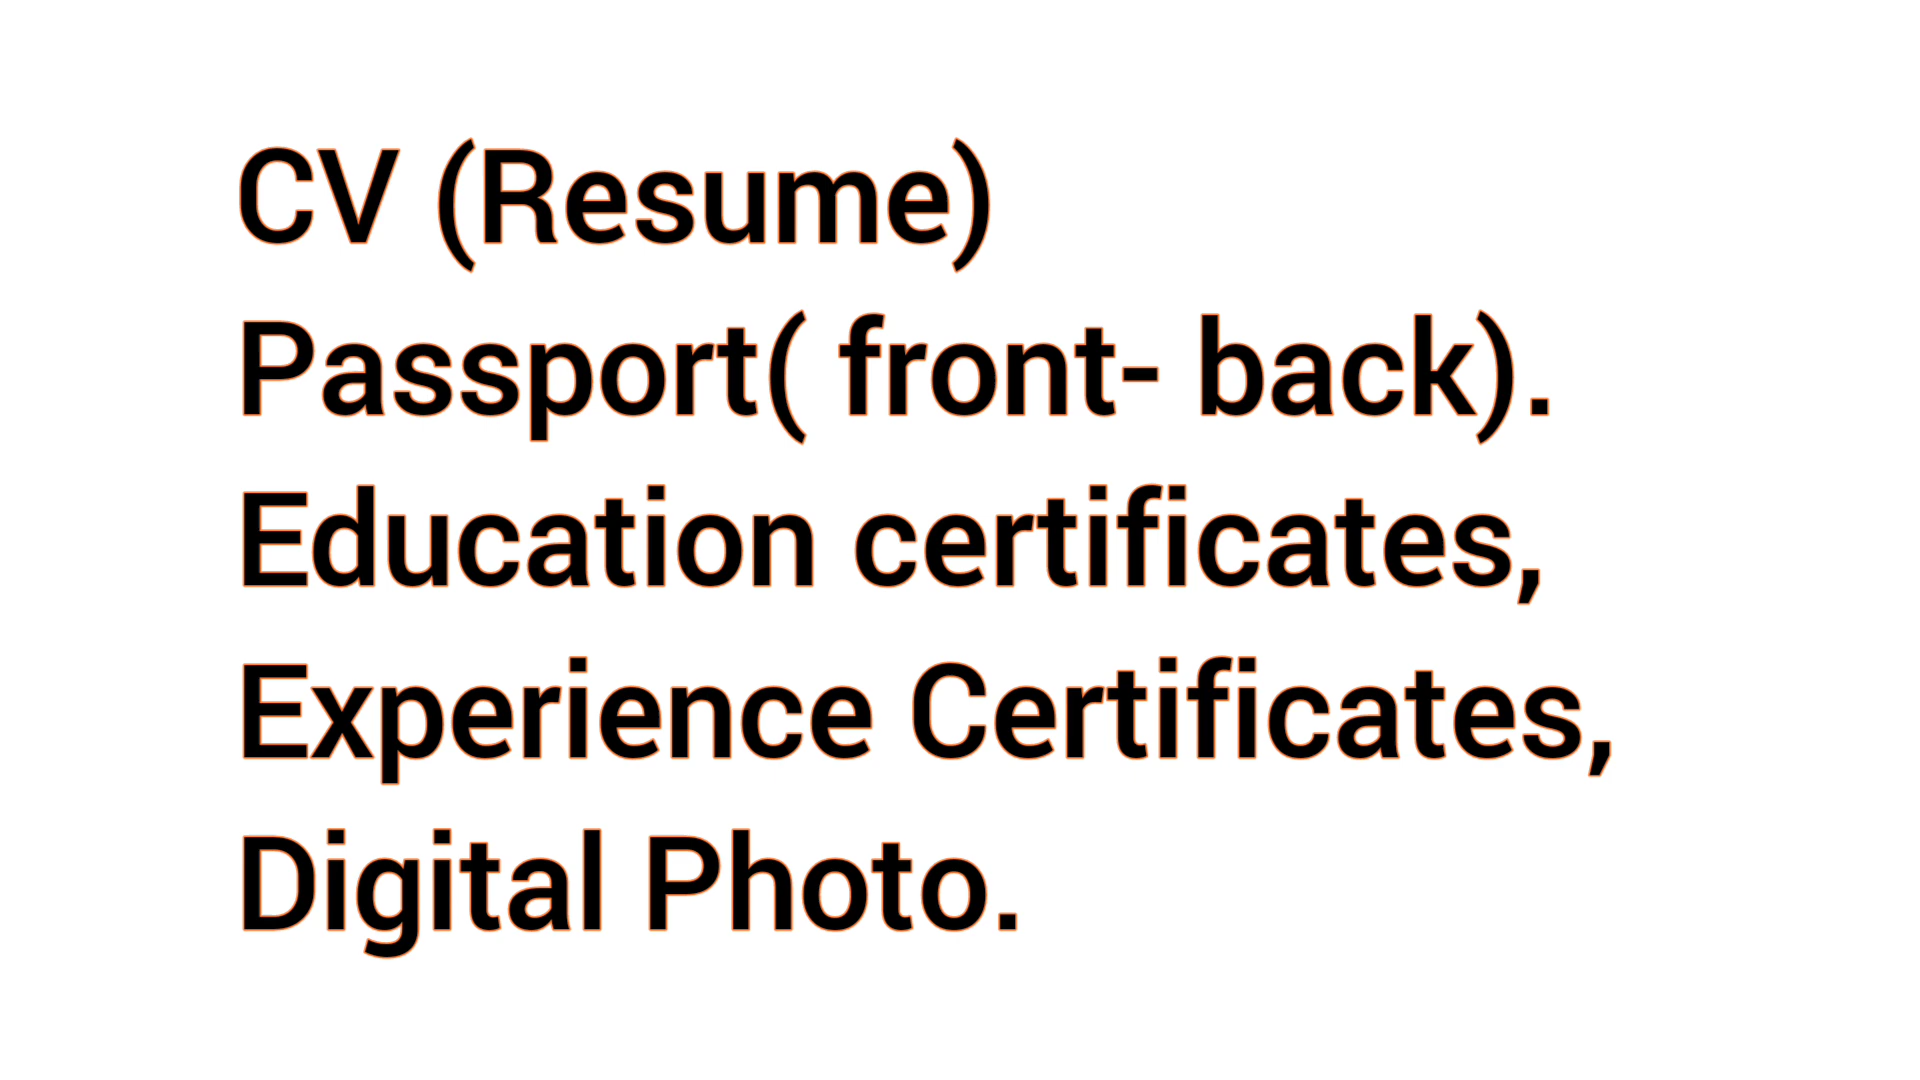 CV (Resume)
Passport( front- back).
Education certificates,
Experience Certificates,
Digital Photo.